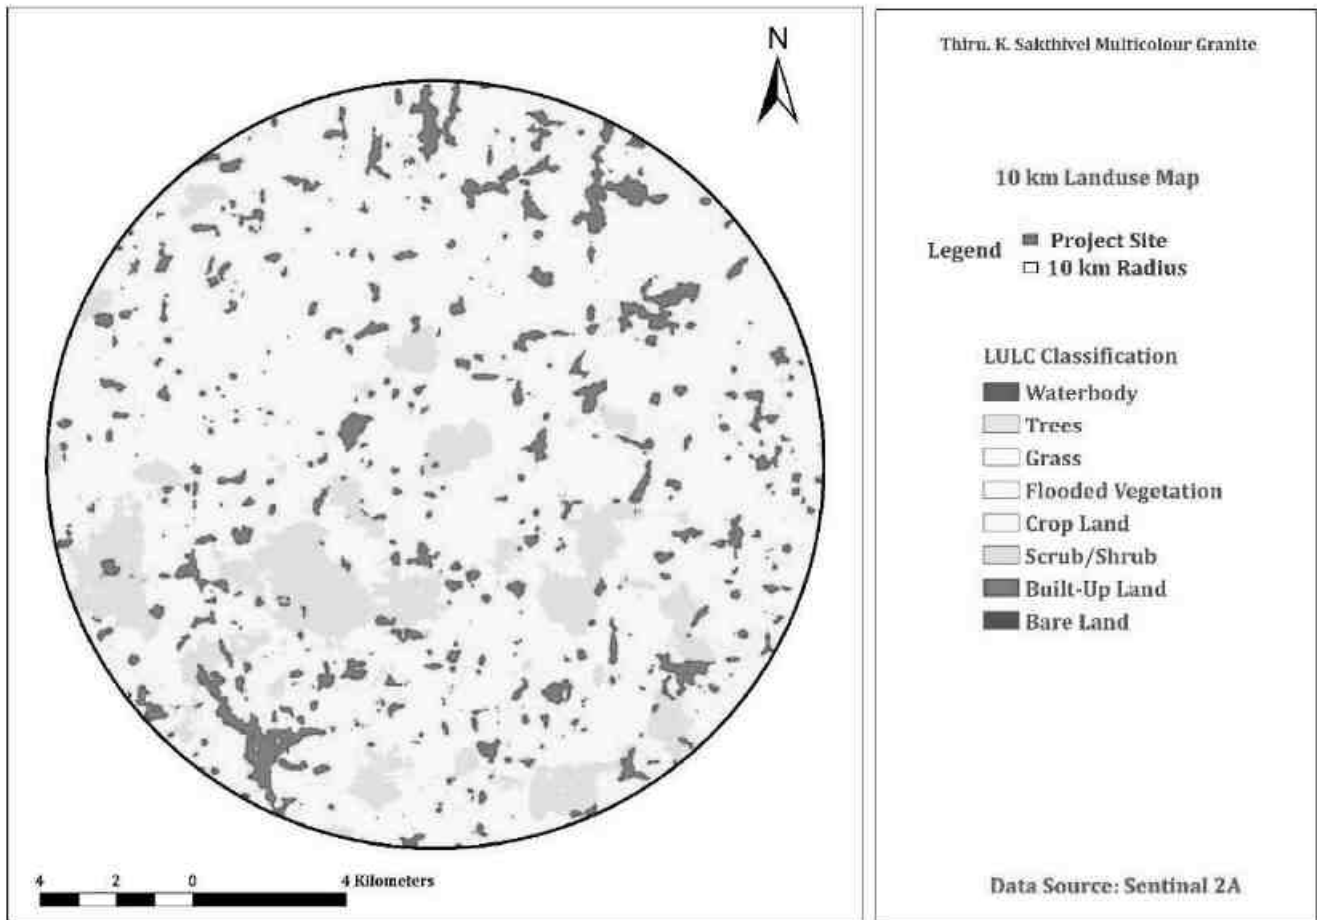 N
4 2 0 4 Kilometers
Thiru. K. Sakthivel Multicolour Granite
10 km Landuse Map
Legend
Project Site
10 km Radius
LULC Classification
Waterbody
Trees
Grass
Flooded Vegetation
Crop Land
Scrub/Shrub
Built-Up Land
Bare Land
Data Source: Sentinal 2A